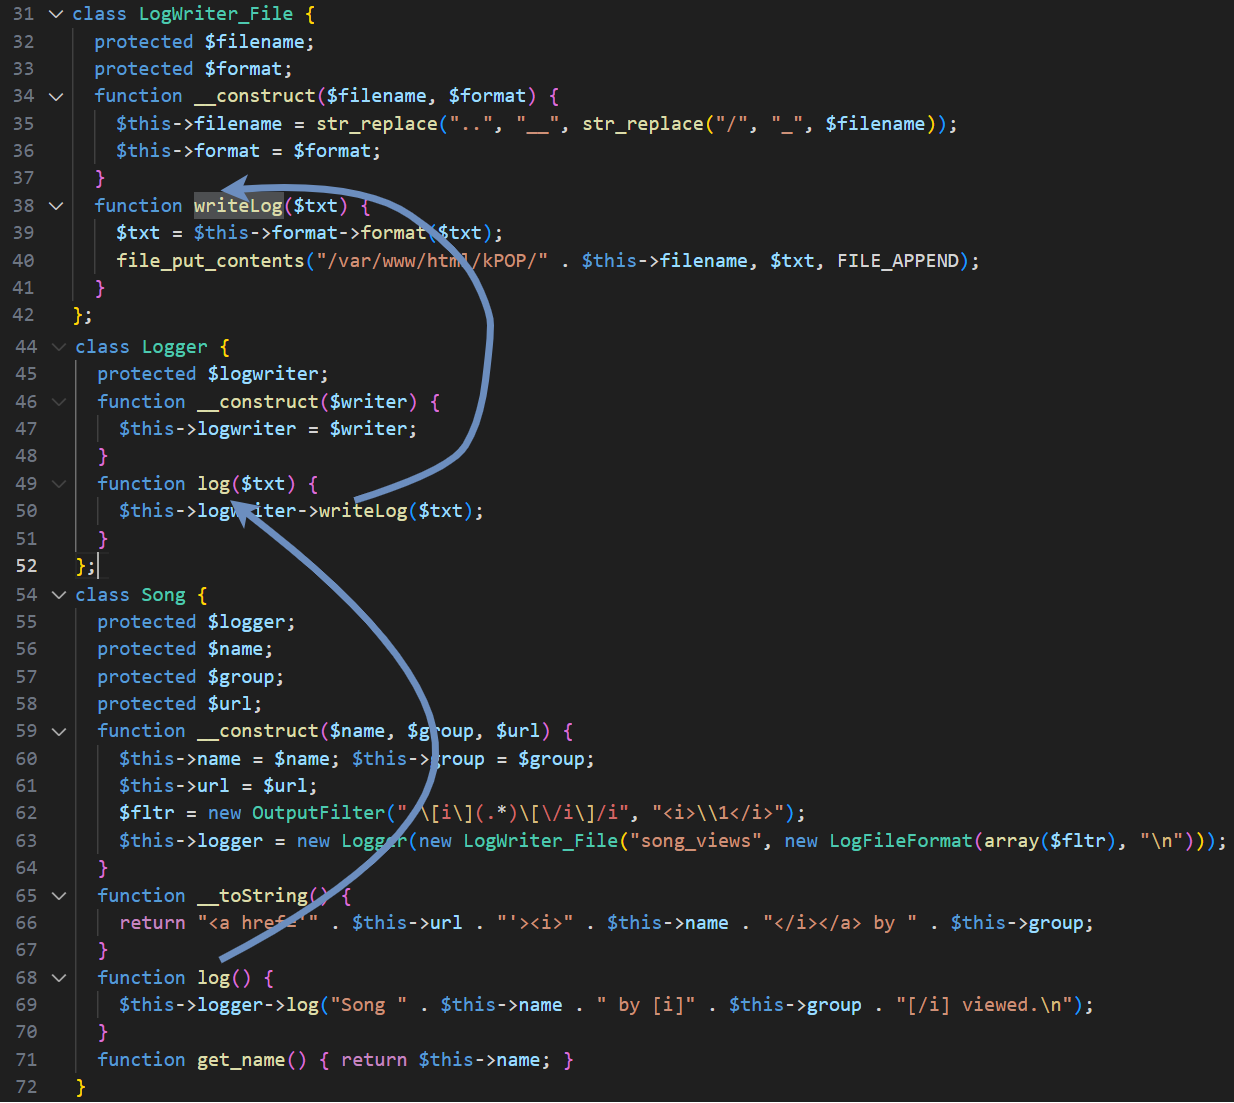 31 class LogWriter_File {
32 protected $filename;
33 protected $format;
34 function __construct($filename, $format) {
35 $this->filename = str_replace("..", "__", str_replace("/", "_", $filename));
36 $this->format = $format;
37 }
38 function writeLog($txt) {
39 $txt = $this->format->format($txt);
40 file_put_contents("/var/www/html/kPOP/" . $this->filename, $txt, FILE_APPEND);
41 }
42 };
44 class Logger {
45 protected $logwriter;
46 function __construct($writer) {
47 $this->logwriter = $writer;
48 }
49 function log($txt) {
50 $this->logwriter->writeLog($txt);
51 }
52 };
54 class Song {
55 protected $logger;
56 protected $name;
57 protected $group;
58 protected $url;
59 function __construct($name, $group, $url) {
60 $this->name = $name; $this->group = $group;
61 $this->url = $url;
62 $fltr = new OutputFilter("/\[i\](.*)\[\/i\]/i", "<i>\\1</i>");
63 $this->logger = new Logger(new LogWriter_File("song_views", new LogFileFormat(array($fltr), "\n")));
64 }
65 function __toString() {
66 return "<a href='" . $this->url . "'><i>" . $this->name . "</i></a> by " . $this->group;
67 }
68 function log() {
69 $this->logger->log("Song " . $this->name . " by [i]" . $this->group . "[/i] viewed.\n");
70 }
71 function get_name() { return $this->name; }
72 }